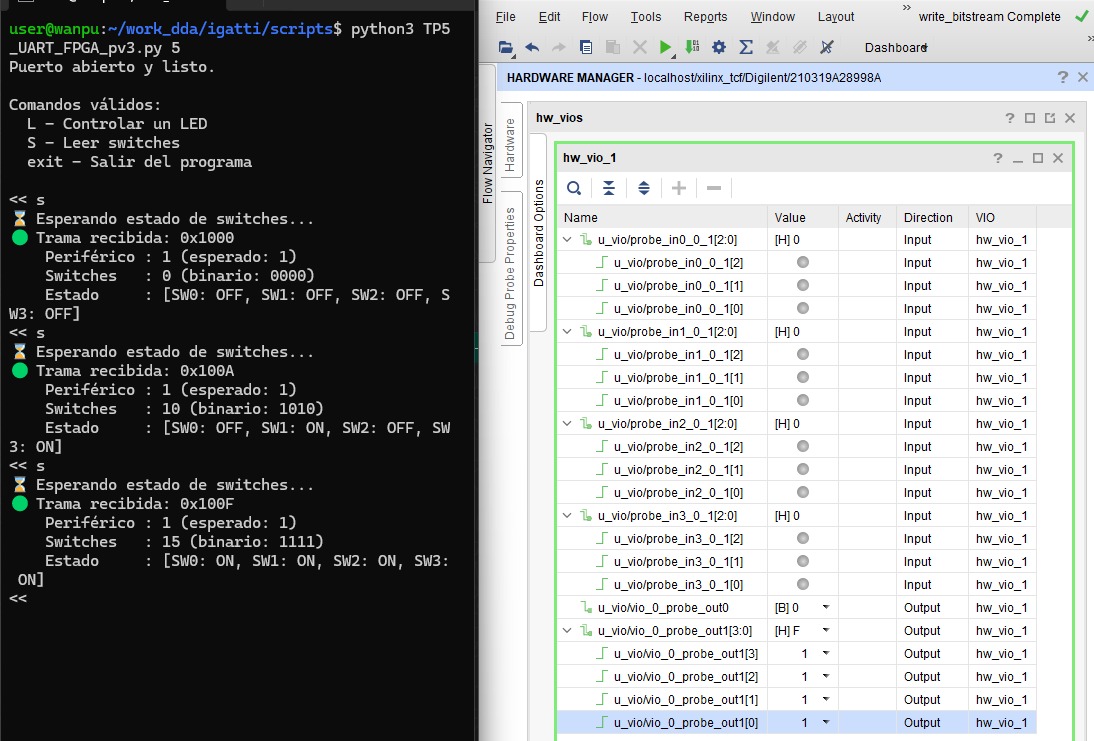 user@wanpu:~/work_dda/igatti/scripts$ python3 TP5
_UART_FPGA_pv3.py 5
Puerto abierto y listo.
Comandos válidos:
L - Controlar un LED
S - Leer switches
exit - Salir del programa
<< s
⏳ Esperando estado de switches...
🟢 Trama recibida: 0x1000
Periférico : 1 (esperado: 1)
Switches : 0 (binario: 0000)
Estado : [SW0: OFF, SW1: OFF, SW2: OFF, S
W3: OFF]
<< s
⏳ Esperando estado de switches...
🟢 Trama recibida: 0x100A
Periférico : 1 (esperado: 1)
Switches : 10 (binario: 1010)
Estado : [SW0: OFF, SW1: ON, SW2: OFF, SW
3: ON]
<< s
⏳ Esperando estado de switches...
🟢 Trama recibida: 0x100F
Periférico : 1 (esperado: 1)
Switches : 15 (binario: 1111)
Estado : [SW0: ON, SW1: ON, SW2: ON, SW3:
ON]
<<
File Edit Flow Tools Reports Window Layout » write_bitstream Complete
Dashboard
HARDWARE MANAGER - localhost/xilinx_tcf/Digilent/210319A28998A
Flow Navigator
Hardware
Debug Probe Properties
Dashboard Options
hw_vios
hw_vio_1
Name Value Activity Direction VIO
u_vio/probe_in0_0_1[2:0] [H] 0 Input hw_vio_1
u_vio/probe_in0_0_1[2] Input hw_vio_1
u_vio/probe_in0_0_1[1] Input hw_vio_1
u_vio/probe_in0_0_1[0] Input hw_vio_1
u_vio/probe_in1_0_1[2:0] [H] 0 Input hw_vio_1
u_vio/probe_in1_0_1[2] Input hw_vio_1
u_vio/probe_in1_0_1[1] Input hw_vio_1
u_vio/probe_in1_0_1[0] Input hw_vio_1
u_vio/probe_in2_0_1[2:0] [H] 0 Input hw_vio_1
u_vio/probe_in2_0_1[2] Input hw_vio_1
u_vio/probe_in2_0_1[1] Input hw_vio_1
u_vio/probe_in2_0_1[0] Input hw_vio_1
u_vio/probe_in3_0_1[2:0] [H] 0 Input hw_vio_1
u_vio/probe_in3_0_1[2] Input hw_vio_1
u_vio/probe_in3_0_1[1] Input hw_vio_1
u_vio/probe_in3_0_1[0] Input hw_vio_1
u_vio/vio_0_probe_out0 [B] 0 Output hw_vio_1
u_vio/vio_0_probe_out1[3:0] [H] F Output hw_vio_1
u_vio/vio_0_probe_out1[3] 1 Output hw_vio_1
u_vio/vio_0_probe_out1[2] 1 Output hw_vio_1
u_vio/vio_0_probe_out1[1] 1 Output hw_vio_1
u_vio/vio_0_probe_out1[0] 1 Output hw_vio_1